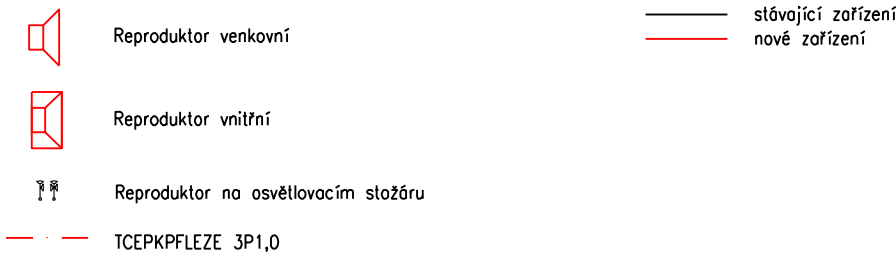 Reproduktor venkovní
Reproduktor vnitřní
Reproduktor na osvětlovacím stožáru
TCEPKPFLEZE 3P1,0
stávající zařízení
nové zařízení